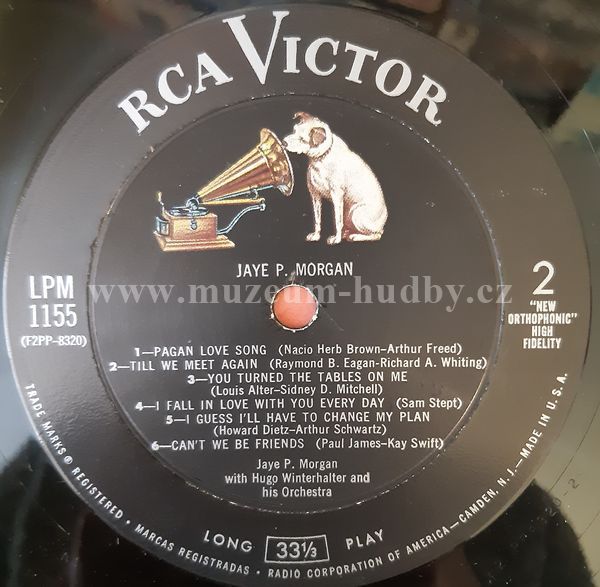 RCA VICTOR
JAYE P. MORGAN
LPM
1155
(F2PP-8320)
2
"NEW
ORTHOPHONIC"
HIGH
FIDELITY
www.muzeum-hudby.cz
1—PAGAN LOVE SONG (Nacio Herb Brown-Arthur Freed)
2—TILL WE MEET AGAIN (Raymond B. Eagan-Richard A. Whiting)
3—YOU TURNED THE TABLES ON ME
(Louis Alter-Sidney D. Mitchell)
4—I FALL IN LOVE WITH YOU EVERY DAY (Sam Stept)
5—I GUESS I'LL HAVE TO CHANGE MY PLAN
(Howard Dietz-Arthur Schwartz)
6—CAN'T WE BE FRIENDS (Paul James-Kay Swift)
Jaye P. Morgan
with Hugo Winterhalter and
his Orchestra
LONG 33⅓ PLAY
TRADE MARKS ® REGISTERED • MARCAS REGISTRADAS • RADIO CORPORATION OF AMERICA—CAMDEN, N. J.—MADE IN U. S. A.